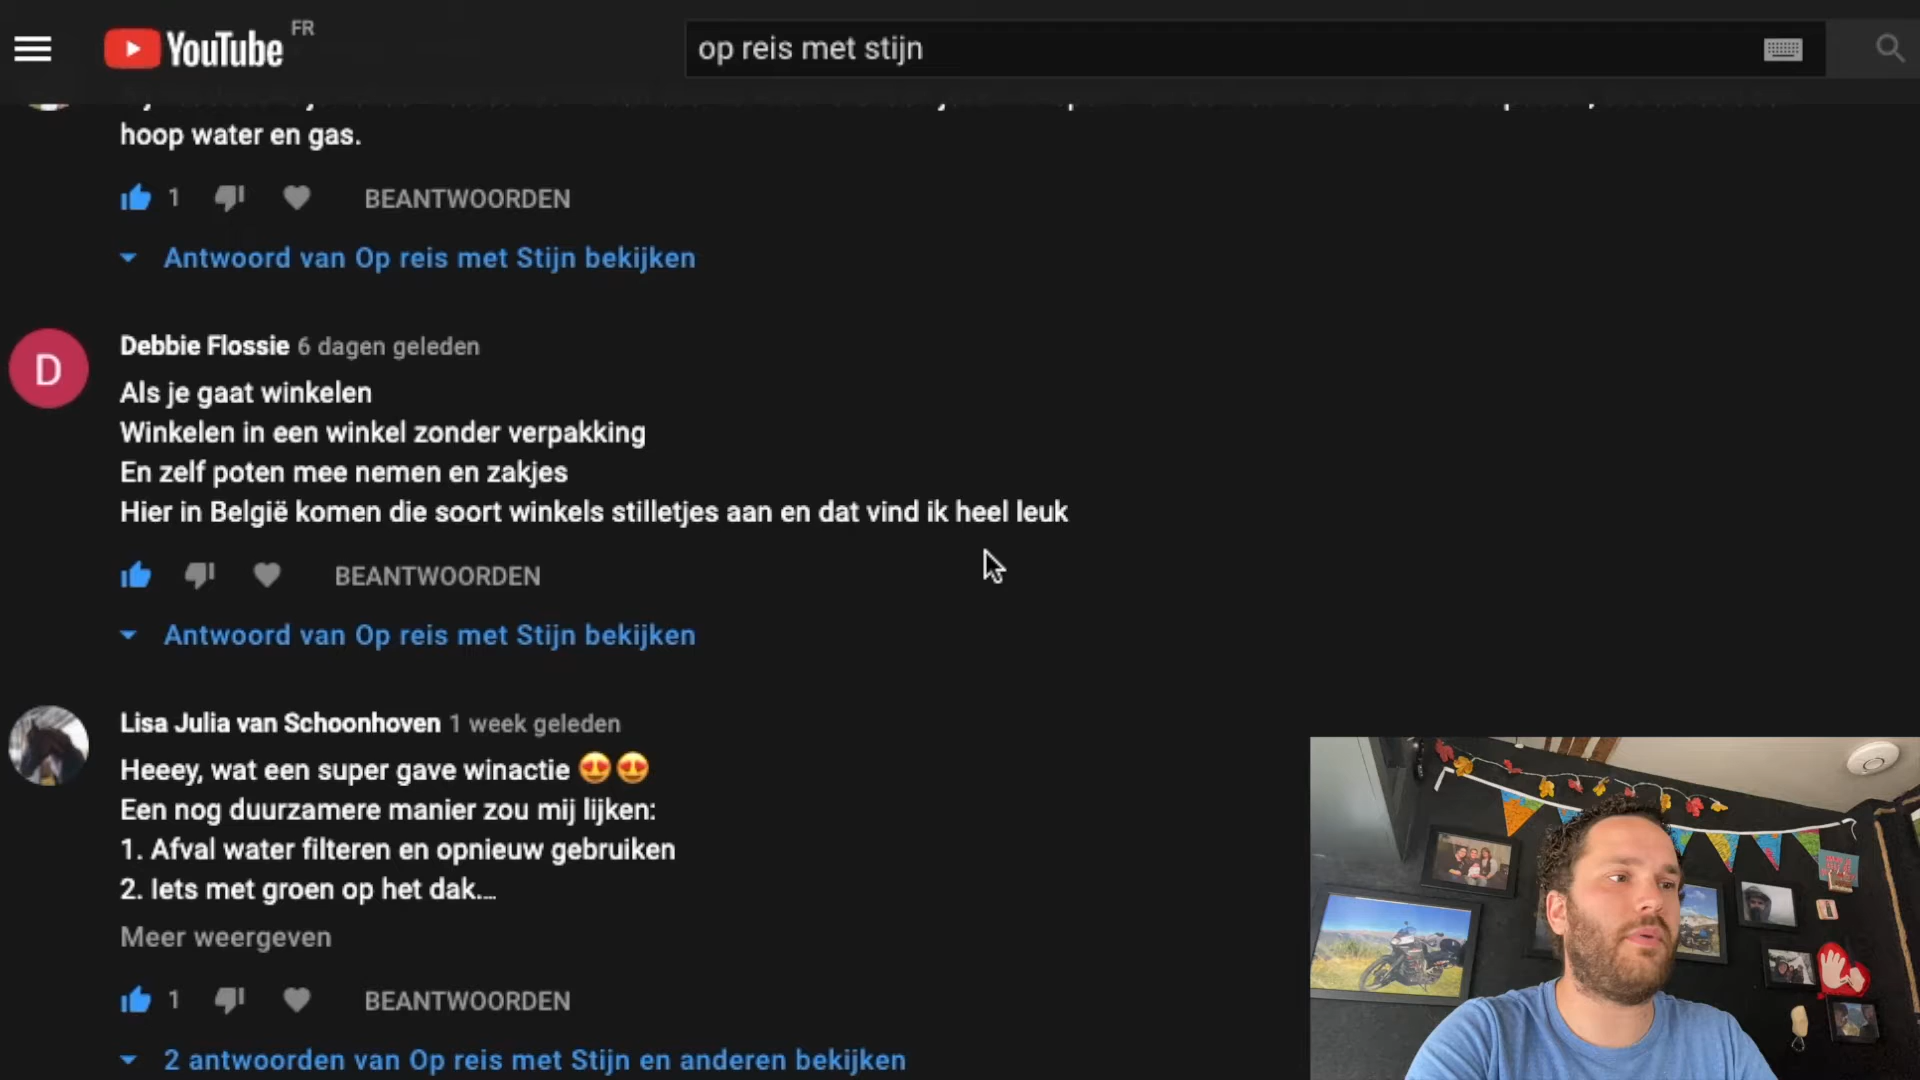 YouTube FR
op reis met stijn
hoop water en gas.
1 BEANTWOORDEN
Antwoord van Op reis met Stijn bekijken
D
Debbie Flossie 6 dagen geleden
Als je gaat winkelen
Winkelen in een winkel zonder verpakking
En zelf poten mee nemen en zakjes
Hier in België komen die soort winkels stilletjes aan en dat vind ik heel leuk
BEANTWOORDEN
Antwoord van Op reis met Stijn bekijken
Lisa Julia van Schoonhoven 1 week geleden
Heeey, wat een super gave winactie 😍😍
Een nog duurzamere manier zou mij lijken:
1. Afval water filteren en opnieuw gebruiken
2. Iets met groen op het dak.…
Meer weergeven
1 BEANTWOORDEN
2 antwoorden van Op reis met Stijn en anderen bekijken